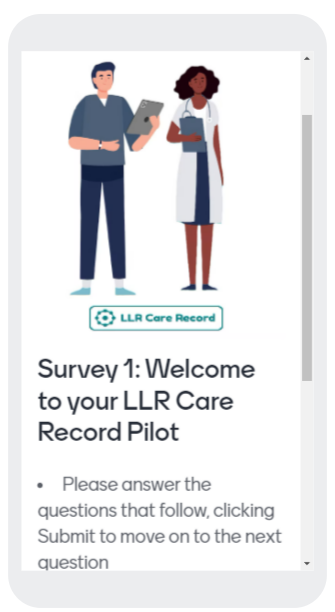 LLR Care Record
Survey 1: Welcome
to your LLR Care
Record Pilot
• Please answer the
questions that follow, clicking
Submit to move on to the next
question